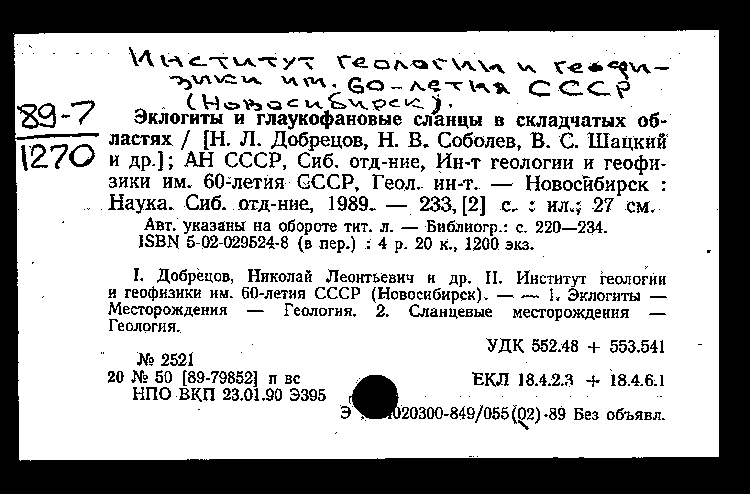 Институт геологии и геофи-
зики им. 60-летия СССР
(Новосибирск).
89-7
1270
Эклогиты и глаукофановые сланцы в складчатых об-
ластях / [Н. Л. Добрецов, Н. В. Соболев, В. С. Шацкий
и др.]; АН СССР, Сиб. отд-ние, Ин-т геологии и геофи-
зики им. 60-летия СССР, Геол. ин-т. — Новосибирск :
Наука. Сиб. отд-ние, 1989. — 233, [2] с. : ил.; 27 см.
Авт. указаны на обороте тит. л. — Библиогр.: с. 220—234.
ISBN 5-02-029524-8 (в пер.) : 4 р. 20 к., 1200 экз.
I. Добрецов, Николай Леонтьевич и др. II. Институт геологии
и геофизики им. 60-летия СССР (Новосибирск). — — 1. Эклогиты —
Месторождения — Геология. 2. Сланцевые месторождения —
Геология.
УДК 552.48 + 553.541
№ 2521
20 № 50 [89-79852] п вс
ЕКЛ 18.4.2.3 + 18.4.6.1
НПО ВКП 23.01.90 Э395
Э 020300-849/055(02)-89 Без объявл.